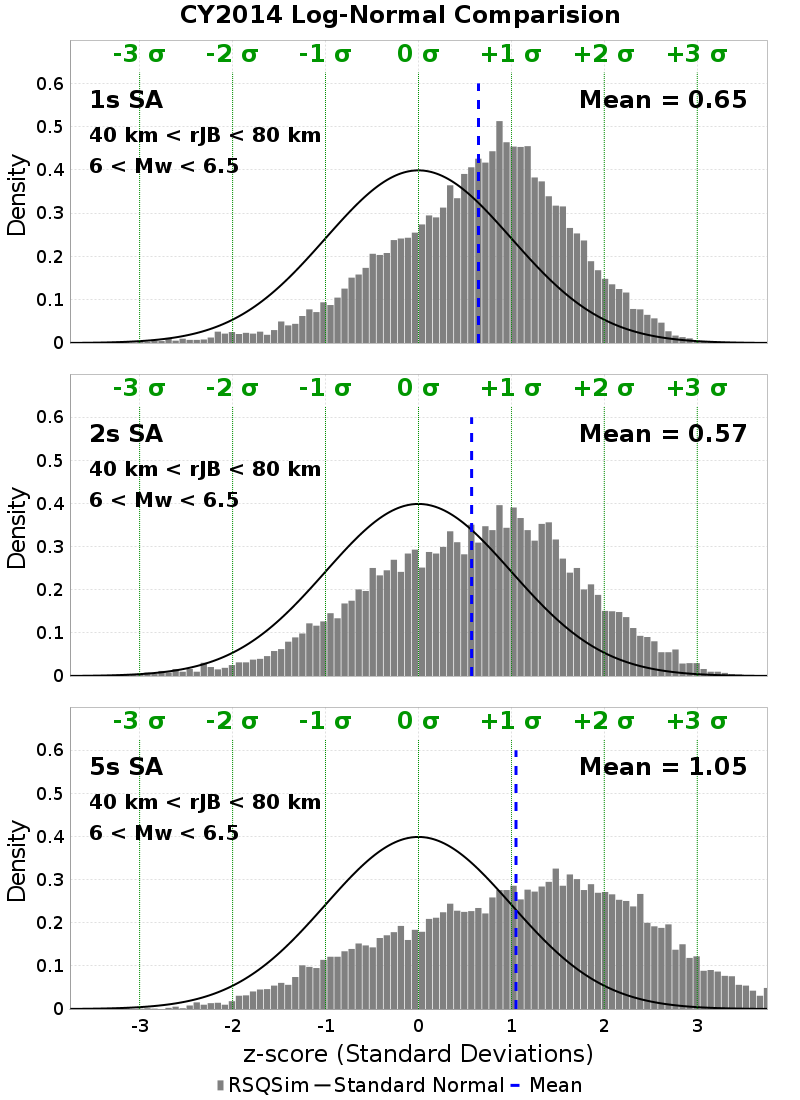 CY2014 Log-Normal Comparision
-3 σ -2 σ -1 σ 0 σ +1 σ +2 σ +3 σ
1s SA Mean = 0.65
40 km < rJB < 80 km
6 < Mw < 6.5
Density
0.6
0.5
0.4
0.3
0.2
0.1
0
-3 σ -2 σ -1 σ 0 σ +1 σ +2 σ +3 σ
2s SA Mean = 0.57
40 km < rJB < 80 km
6 < Mw < 6.5
Density
0.6
0.5
0.4
0.3
0.2
0.1
0
-3 σ -2 σ -1 σ 0 σ +1 σ +2 σ +3 σ
5s SA Mean = 1.05
40 km < rJB < 80 km
6 < Mw < 6.5
Density
0.6
0.5
0.4
0.3
0.2
0.1
0
-3 -2 -1 0 1 2 3
z-score (Standard Deviations)
RSQSim Standard Normal Mean